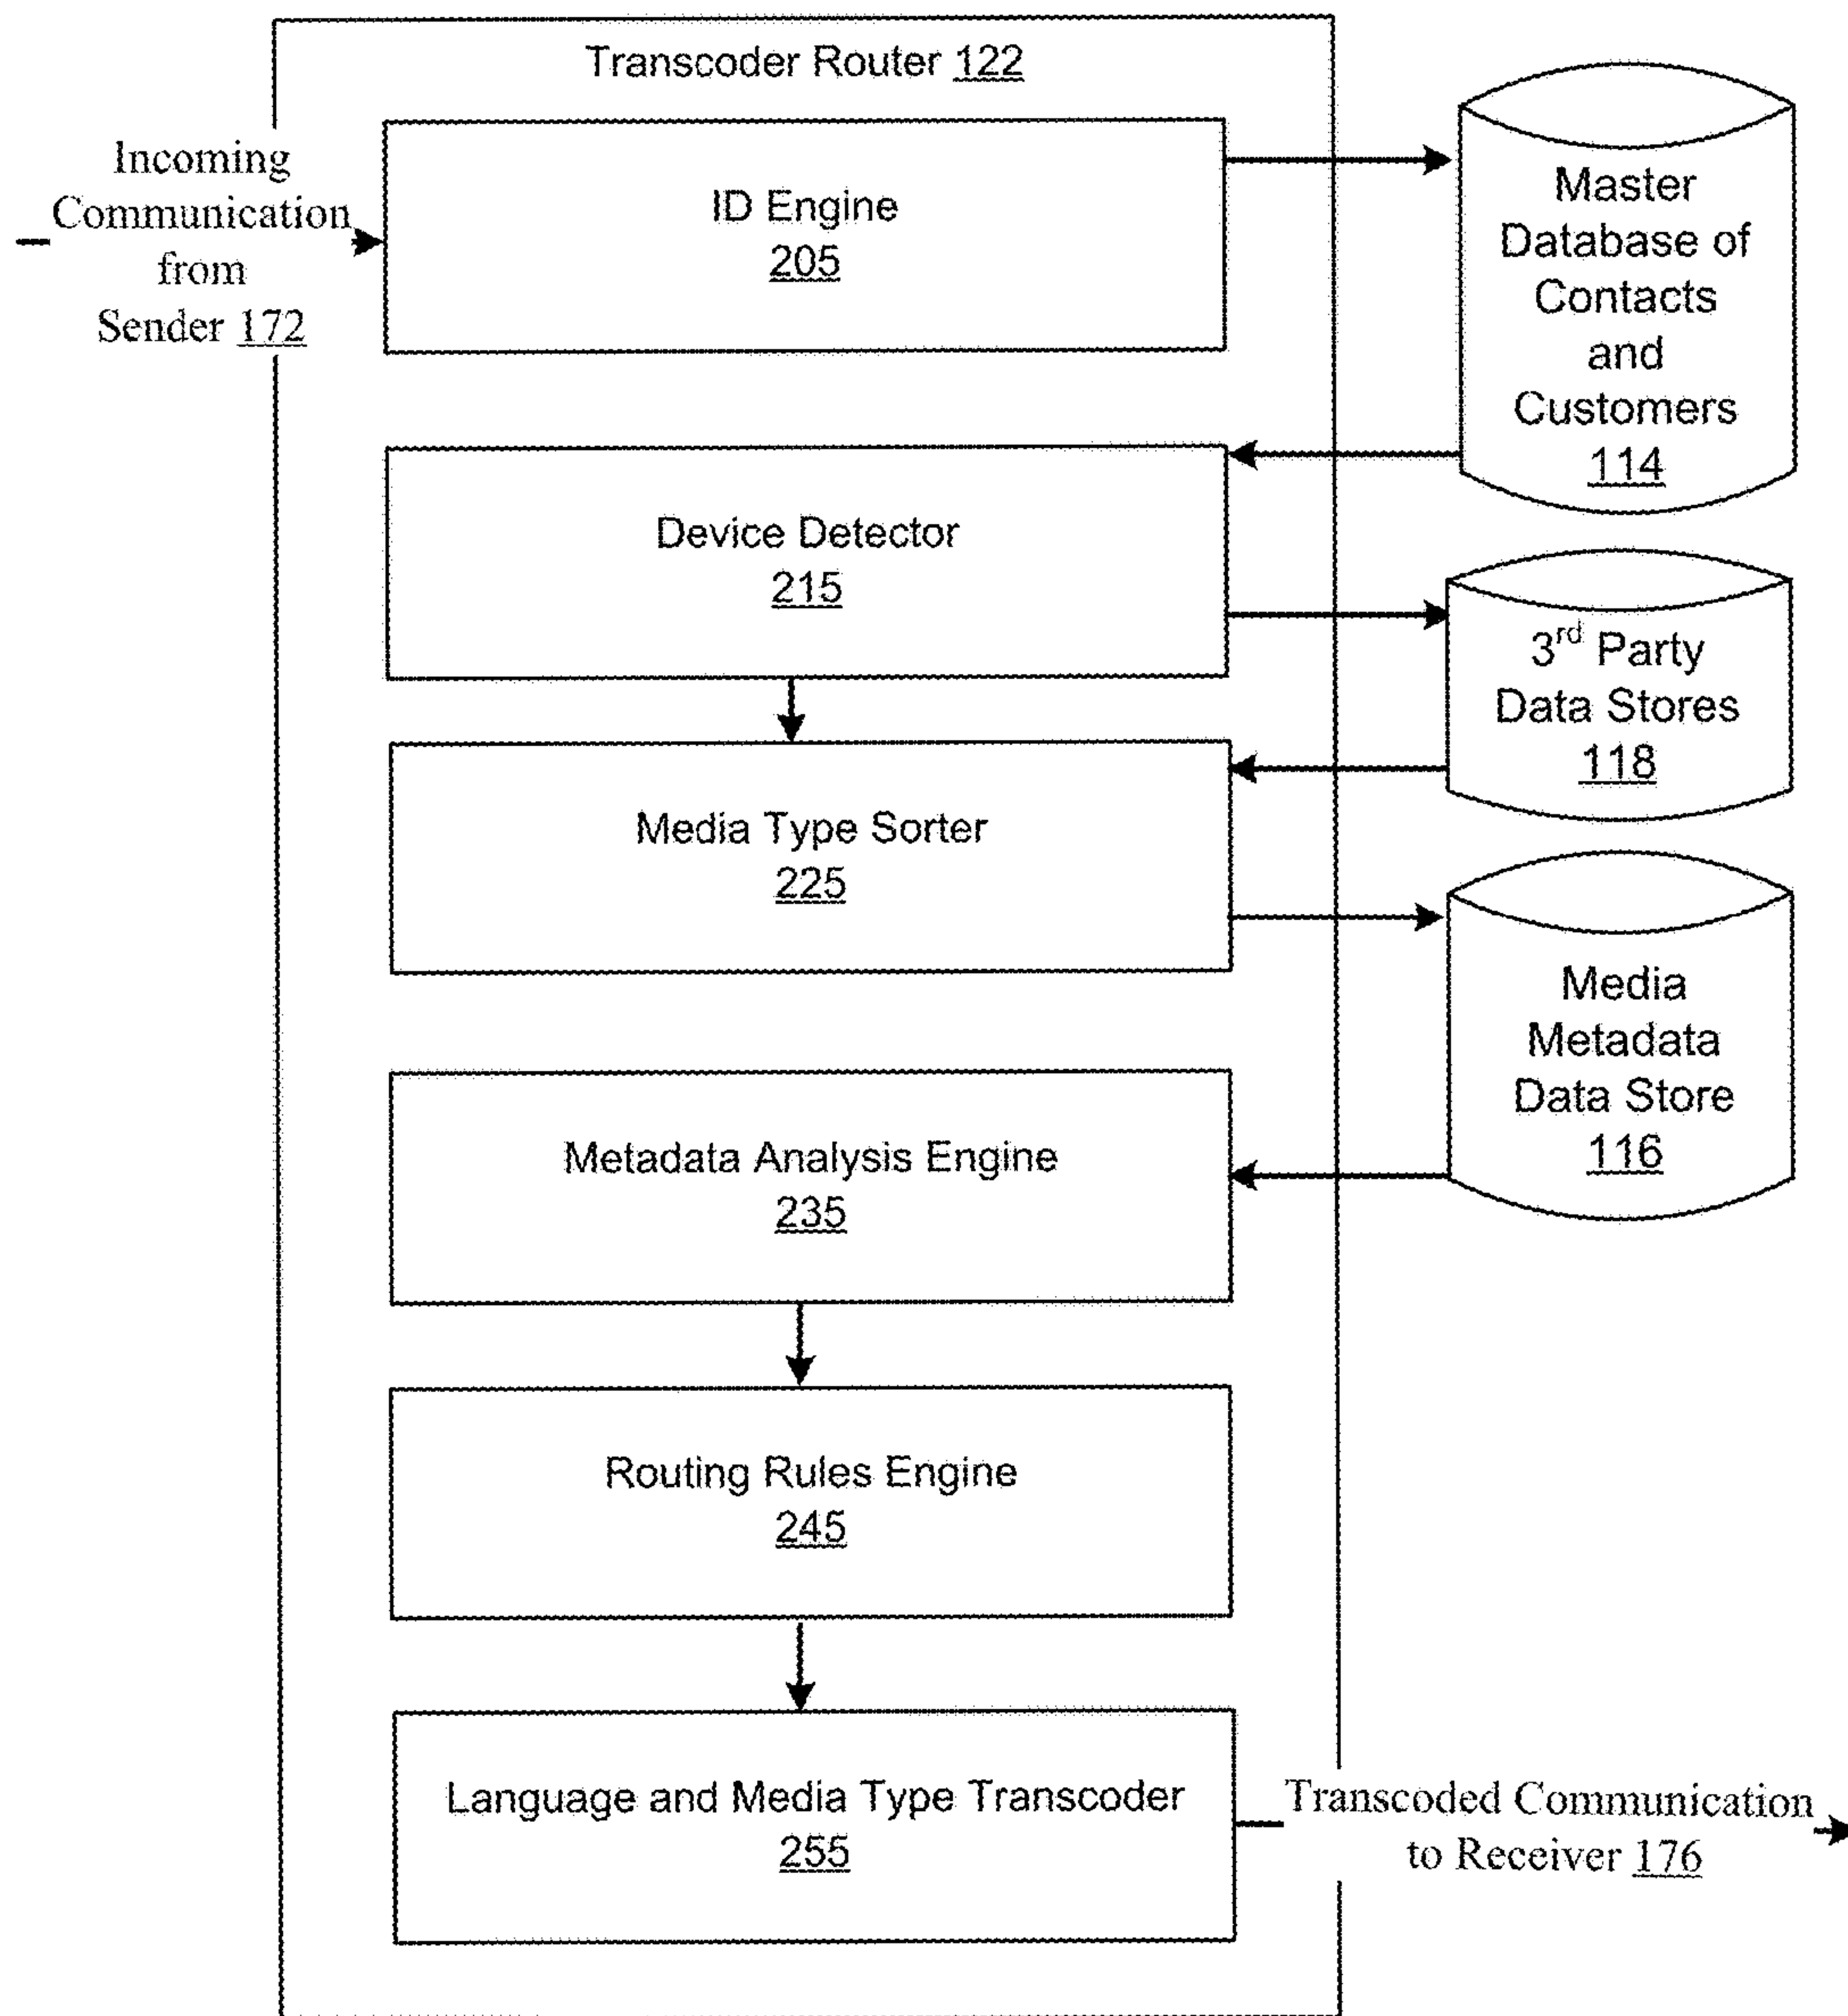 Transcoder Router 122
Incoming
Communication
from
Sender 172
ID Engine
205
Master
Database of
Contacts
and
Customers
114
Device Detector
215
3rd Party
Data Stores
118
Media Type Sorter
225
Media
Metadata
Data Store
116
Metadata Analysis Engine
235
Routing Rules Engine
245
Language and Media Type Transcoder
255
Transcoded Communication
to Receiver 176